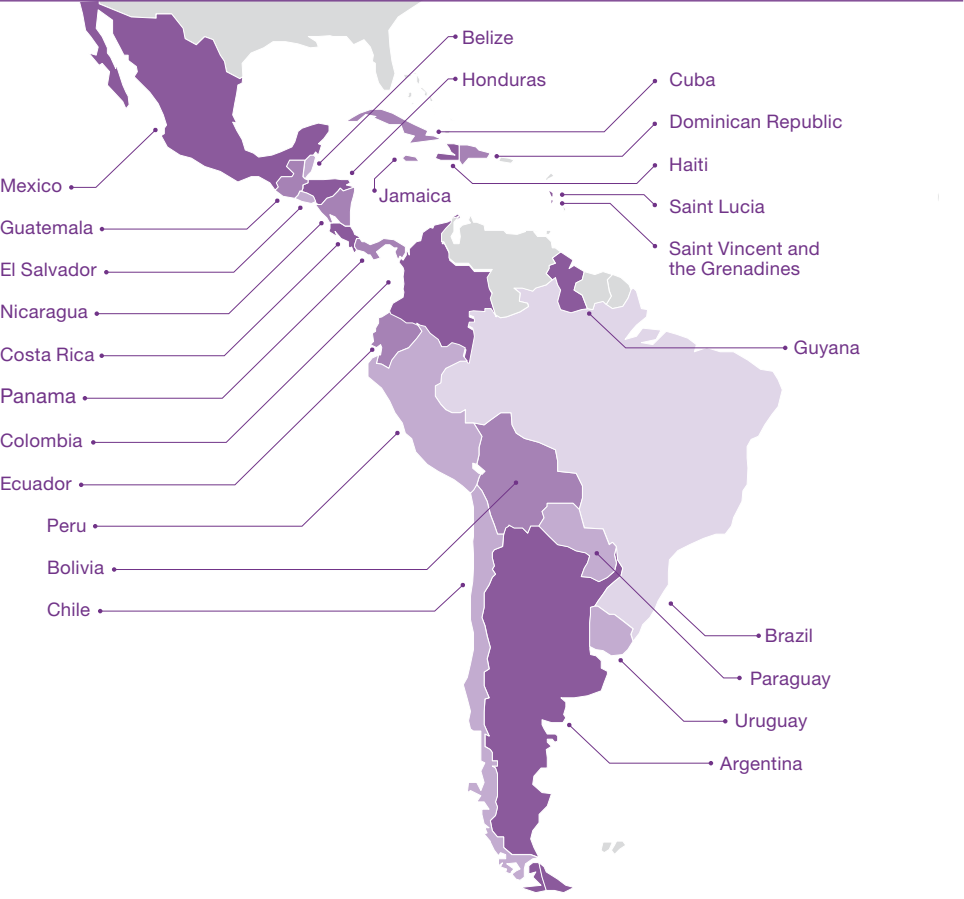 Belize
Honduras
Cuba
Dominican Republic
Haiti
Mexico
Jamaica
Saint Lucia
Guatemala
Saint Vincent and
the Grenadines
El Salvador
Nicaragua
Guyana
Costa Rica
Panama
Colombia
Ecuador
Peru
Bolivia
Chile
Brazil
Paraguay
Uruguay
Argentina